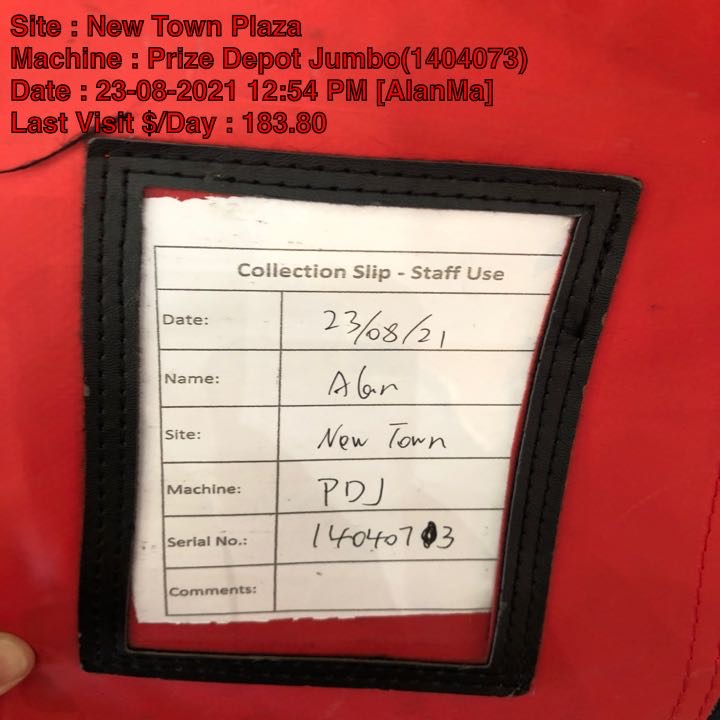 Site : New Town Plaza
Machine : Prize Depot Jumbo(1404073)
Date : 23-08-2021 12:54 PM [AlanMa]
Last Visit $/Day : 183.80
Collection Slip - Staff Use
Date: 23/08/21
Name: Alan
Site: New Town
Machine: PDJ
Serial No.: 1404073
Comments: